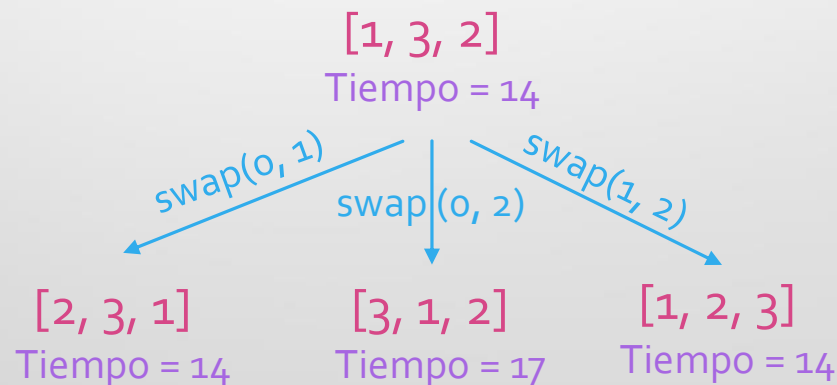 [1, 3, 2]
Tiempo = 14
swap(0, 1)
swap (0, 2)
swap(1, 2)
[2, 3, 1]
Tiempo = 14
[3, 1, 2]
Tiempo = 17
[1, 2, 3]
Tiempo = 14